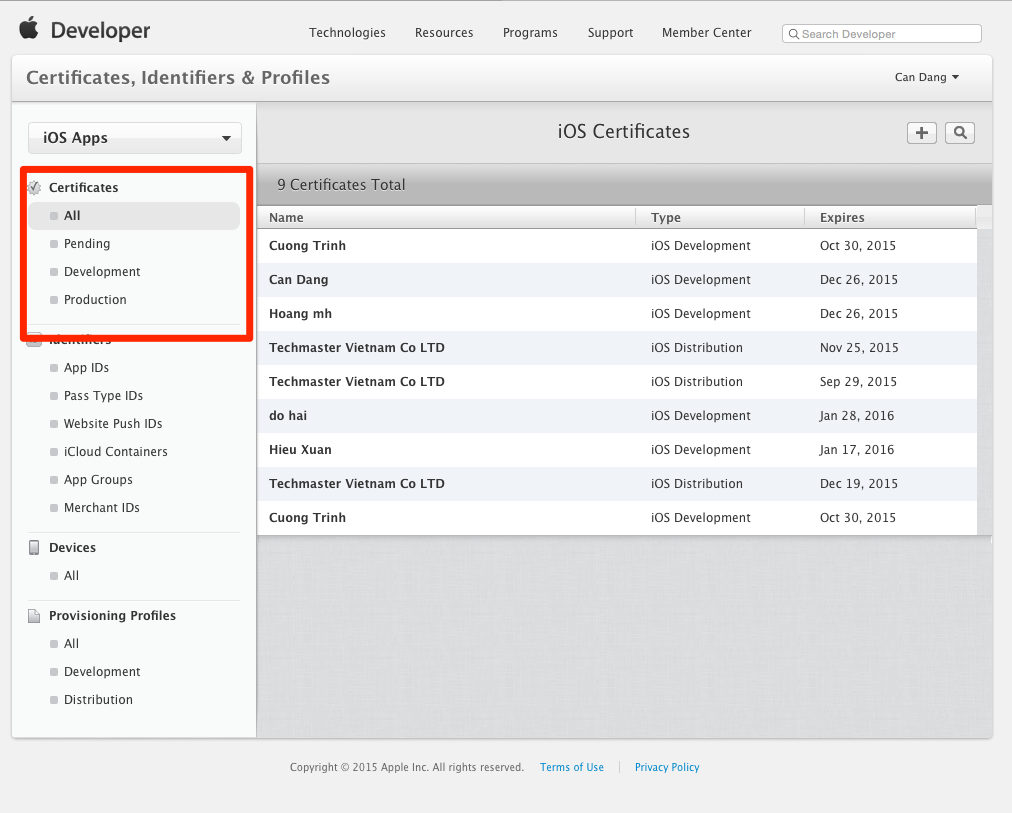 Developer
Technologies Resources Programs Support Member Center Search Developer
Certificates, Identifiers & Profiles Can Dang
iOS Apps
Certificates
All
Pending
Development
Production
Identifiers
App IDs
Pass Type IDs
Website Push IDs
iCloud Containers
App Groups
Merchant IDs
Devices
All
Provisioning Profiles
All
Development
Distribution
iOS Certificates
9 Certificates Total
Name Type Expires
Cuong Trinh iOS Development Oct 30, 2015
Can Dang iOS Development Dec 26, 2015
Hoang mh iOS Development Dec 26, 2015
Techmaster Vietnam Co LTD iOS Distribution Nov 25, 2015
Techmaster Vietnam Co LTD iOS Distribution Sep 29, 2015
do hai iOS Development Jan 28, 2016
Hieu Xuan iOS Development Jan 17, 2016
Techmaster Vietnam Co LTD iOS Distribution Dec 19, 2015
Cuong Trinh iOS Development Oct 30, 2015
Copyright © 2015 Apple Inc. All rights reserved. Terms of Use Privacy Policy